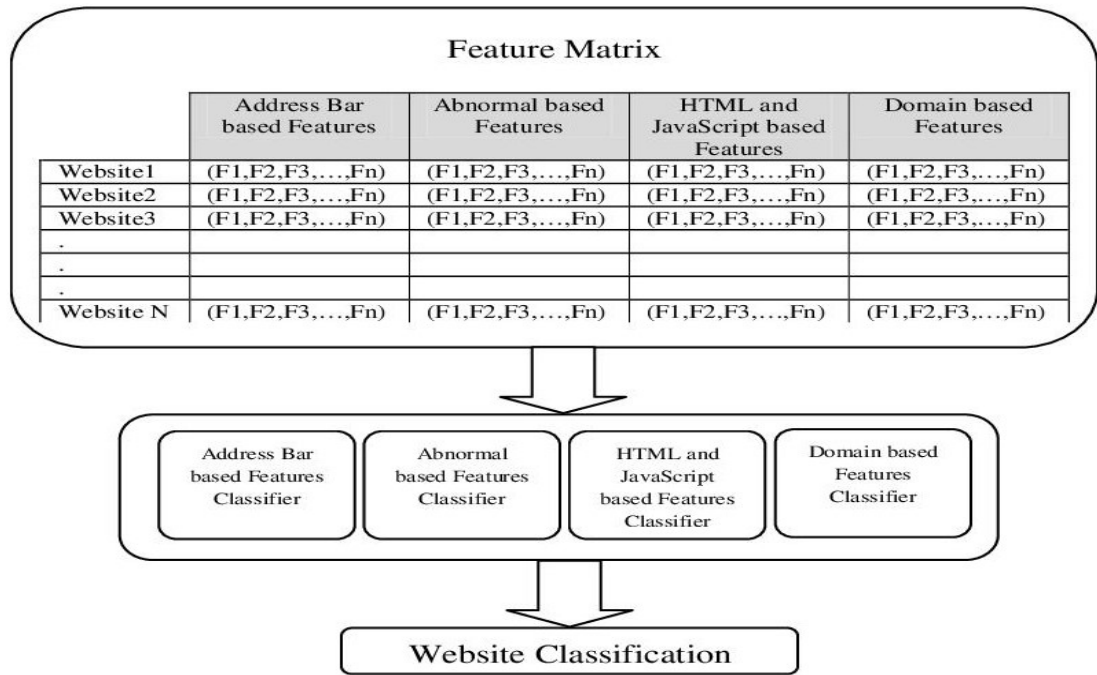 Feature Matrix
Address Bar based Features
Abnormal based Features
HTML and JavaScript based Features
Domain based Features
Website1 (F1,F2,F3,...,Fn) (F1,F2,F3,...,Fn) (F1,F2,F3,...,Fn) (F1,F2,F3,...,Fn)
Website2 (F1,F2,F3,...,Fn) (F1,F2,F3,...,Fn) (F1,F2,F3,...,Fn) (F1,F2,F3,...,Fn)
Website3 (F1,F2,F3,...,Fn) (F1,F2,F3,...,Fn) (F1,F2,F3,...,Fn) (F1,F2,F3,...,Fn)
.
.
.
Website N (F1,F2,F3,...,Fn) (F1,F2,F3,...,Fn) (F1,F2,F3,...,Fn) (F1,F2,F3,...,Fn)
Address Bar
based Features
Classifier
Abnormal
based Features
Classifier
HTML and
JavaScript
based Features
Classifier
Domain based
Features
Classifier
Website Classification